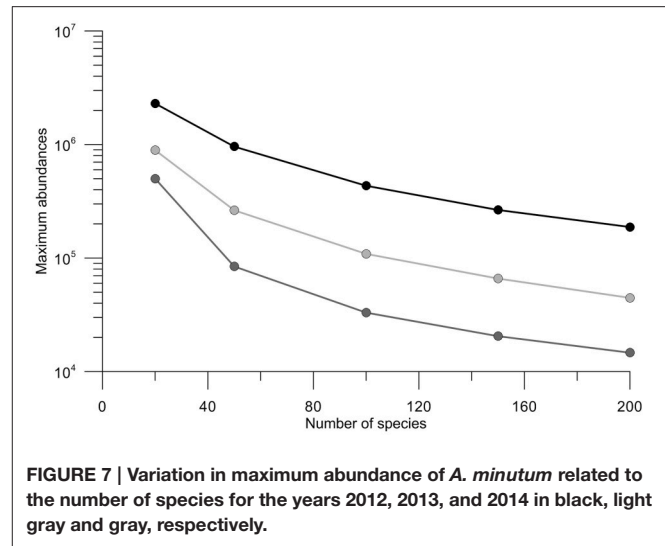 10⁷
10⁶
10⁵
10⁴
Maximum abundances
0 40 80 120 160 200
Number of species
FIGURE 7 | Variation in maximum abundance of A. minutum related to
the number of species for the years 2012, 2013, and 2014 in black, light
gray and gray, respectively.